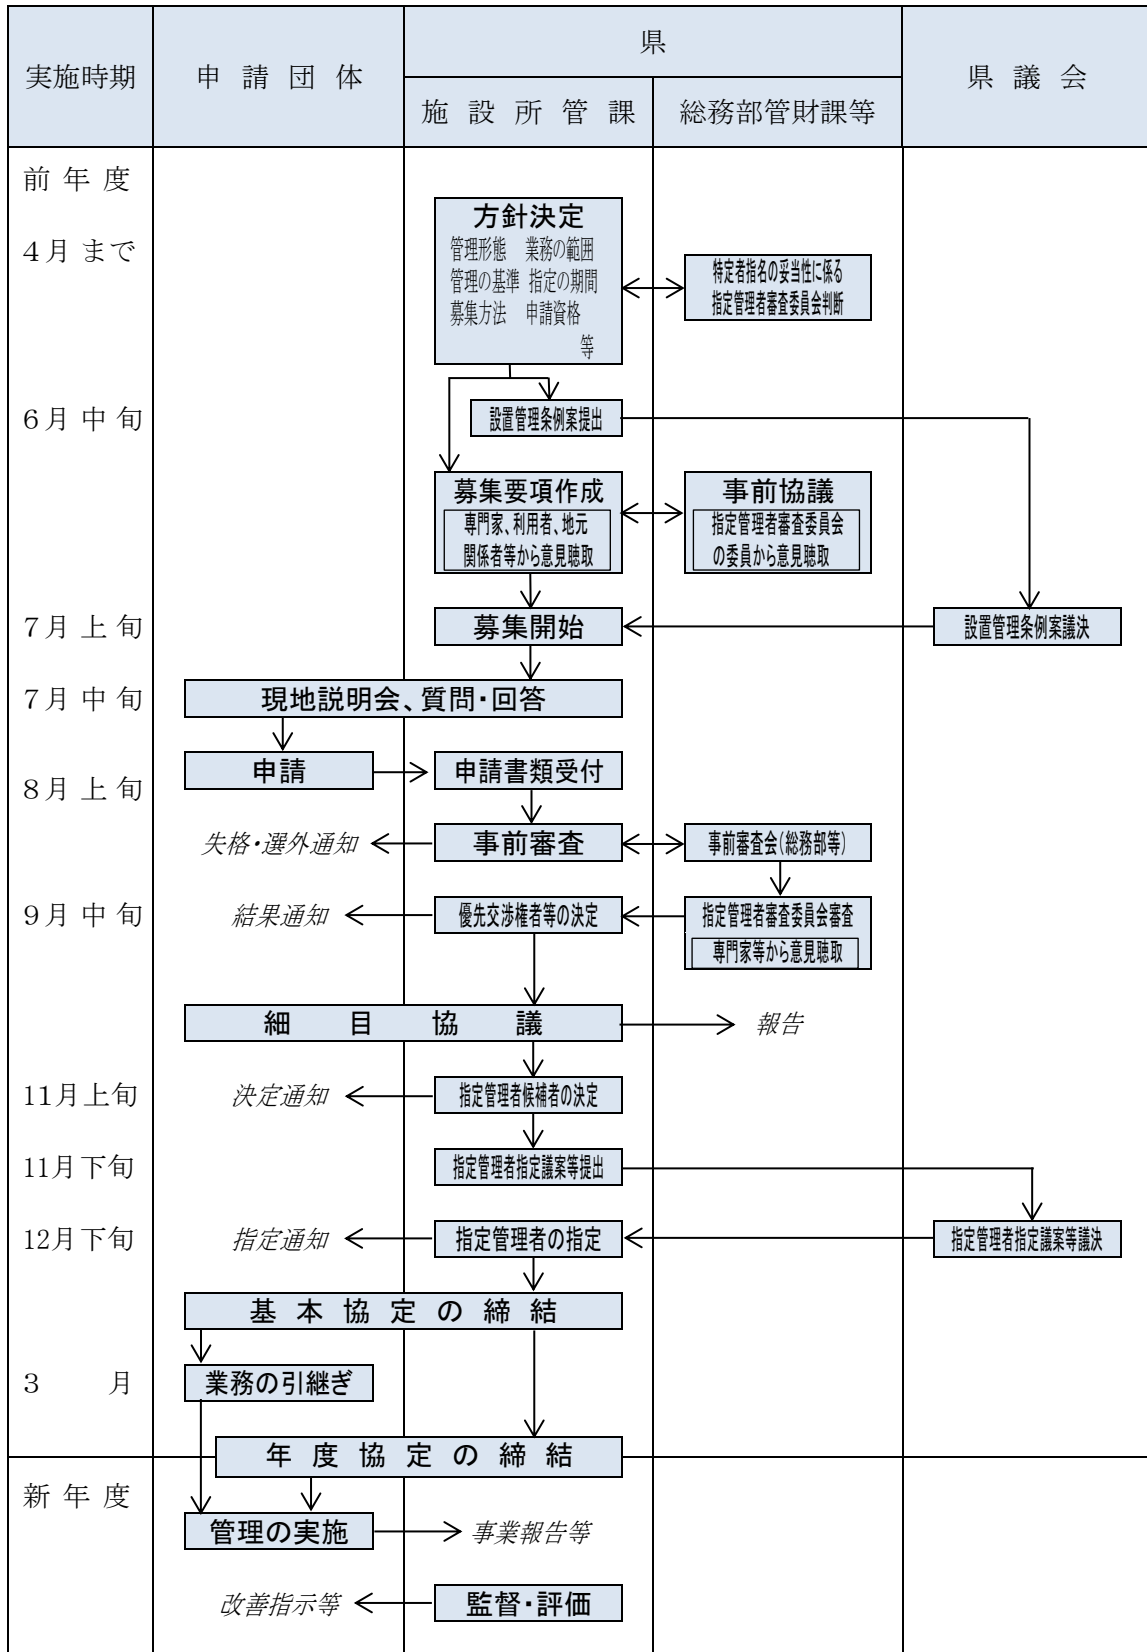 実施時期
申請団体
県
県議会
施設所管課
総務部管財課等
前年度
4月まで
方針決定
管理形態 業務の範囲
管理の基準 指定の期間
募集方法 申請資格
等
特定者指名の妥当性に係る
指定管理者審査委員会判断
6月中旬
設置管理条例案提出
募集要項作成
専門家、利用者、地元
関係者等から意見聴取
事前協議
指定管理者審査委員会
の委員から意見聴取
7月上旬
募集開始
設置管理条例案議決
7月中旬
現地説明会、質問・回答
8月上旬
申請
申請書類受付
失格・選外通知
事前審査
事前審査会(総務部等)
9月中旬
結果通知
優先交渉権者等の決定
指定管理者審査委員会審査
専門家等から意見聴取
細目協議
報告
11月上旬
決定通知
指定管理者候補者の決定
11月下旬
指定管理者指定議案等提出
12月下旬
指定通知
指定管理者の指定
指定管理者指定議案等議決
基本協定の締結
3月
業務の引継ぎ
年度協定の締結
新年度
管理の実施
事業報告等
改善指示等
監督・評価